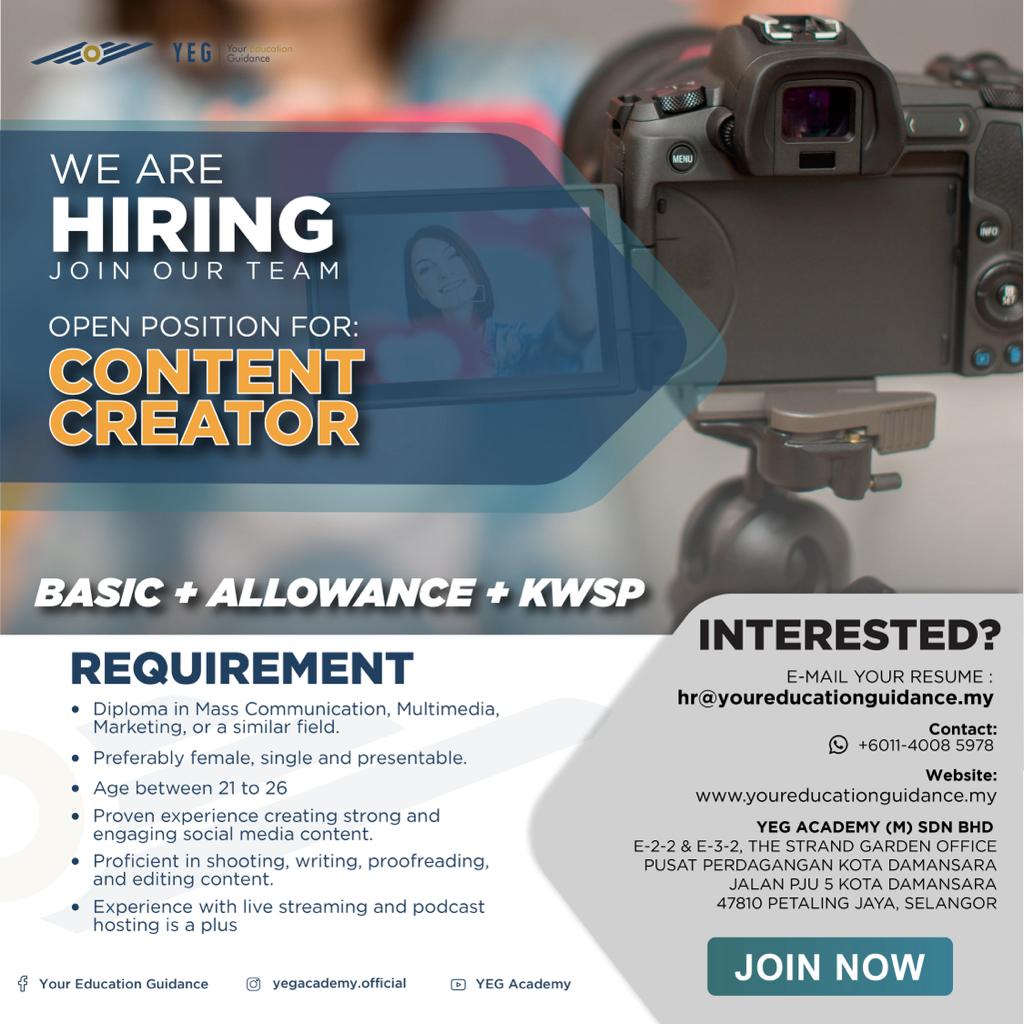 YEG
Your Education
Guidance
WE ARE
HIRING
JOIN OUR TEAM
OPEN POSITION FOR:
CONTENT
CREATOR
MENU
INFO
SET
BASIC + ALLOWANCE + KWSP
REQUIREMENT
• Diploma in Mass Communication, Multimedia,
Marketing, or a similar field.
• Preferably female, single and presentable.
• Age between 21 to 26
• Proven experience creating strong and
engaging social media content.
• Proficient in shooting, writing, proofreading,
and editing content.
• Experience with live streaming and podcast
hosting is a plus
Your Education Guidance
yegacademy.official
YEG Academy
INTERESTED?
E-MAIL YOUR RESUME :
hr@youreducationguidance.my
Contact:
+6011-4008 5978
Website:
www.youreducationguidance.my
YEG ACADEMY (M) SDN BHD
E-2-2 & E-3-2, THE STRAND GARDEN OFFICE
PUSAT PERDAGANGAN KOTA DAMANSARA
JALAN PJU 5 KOTA DAMANSARA
47810 PETALING JAYA, SELANGOR
JOIN NOW